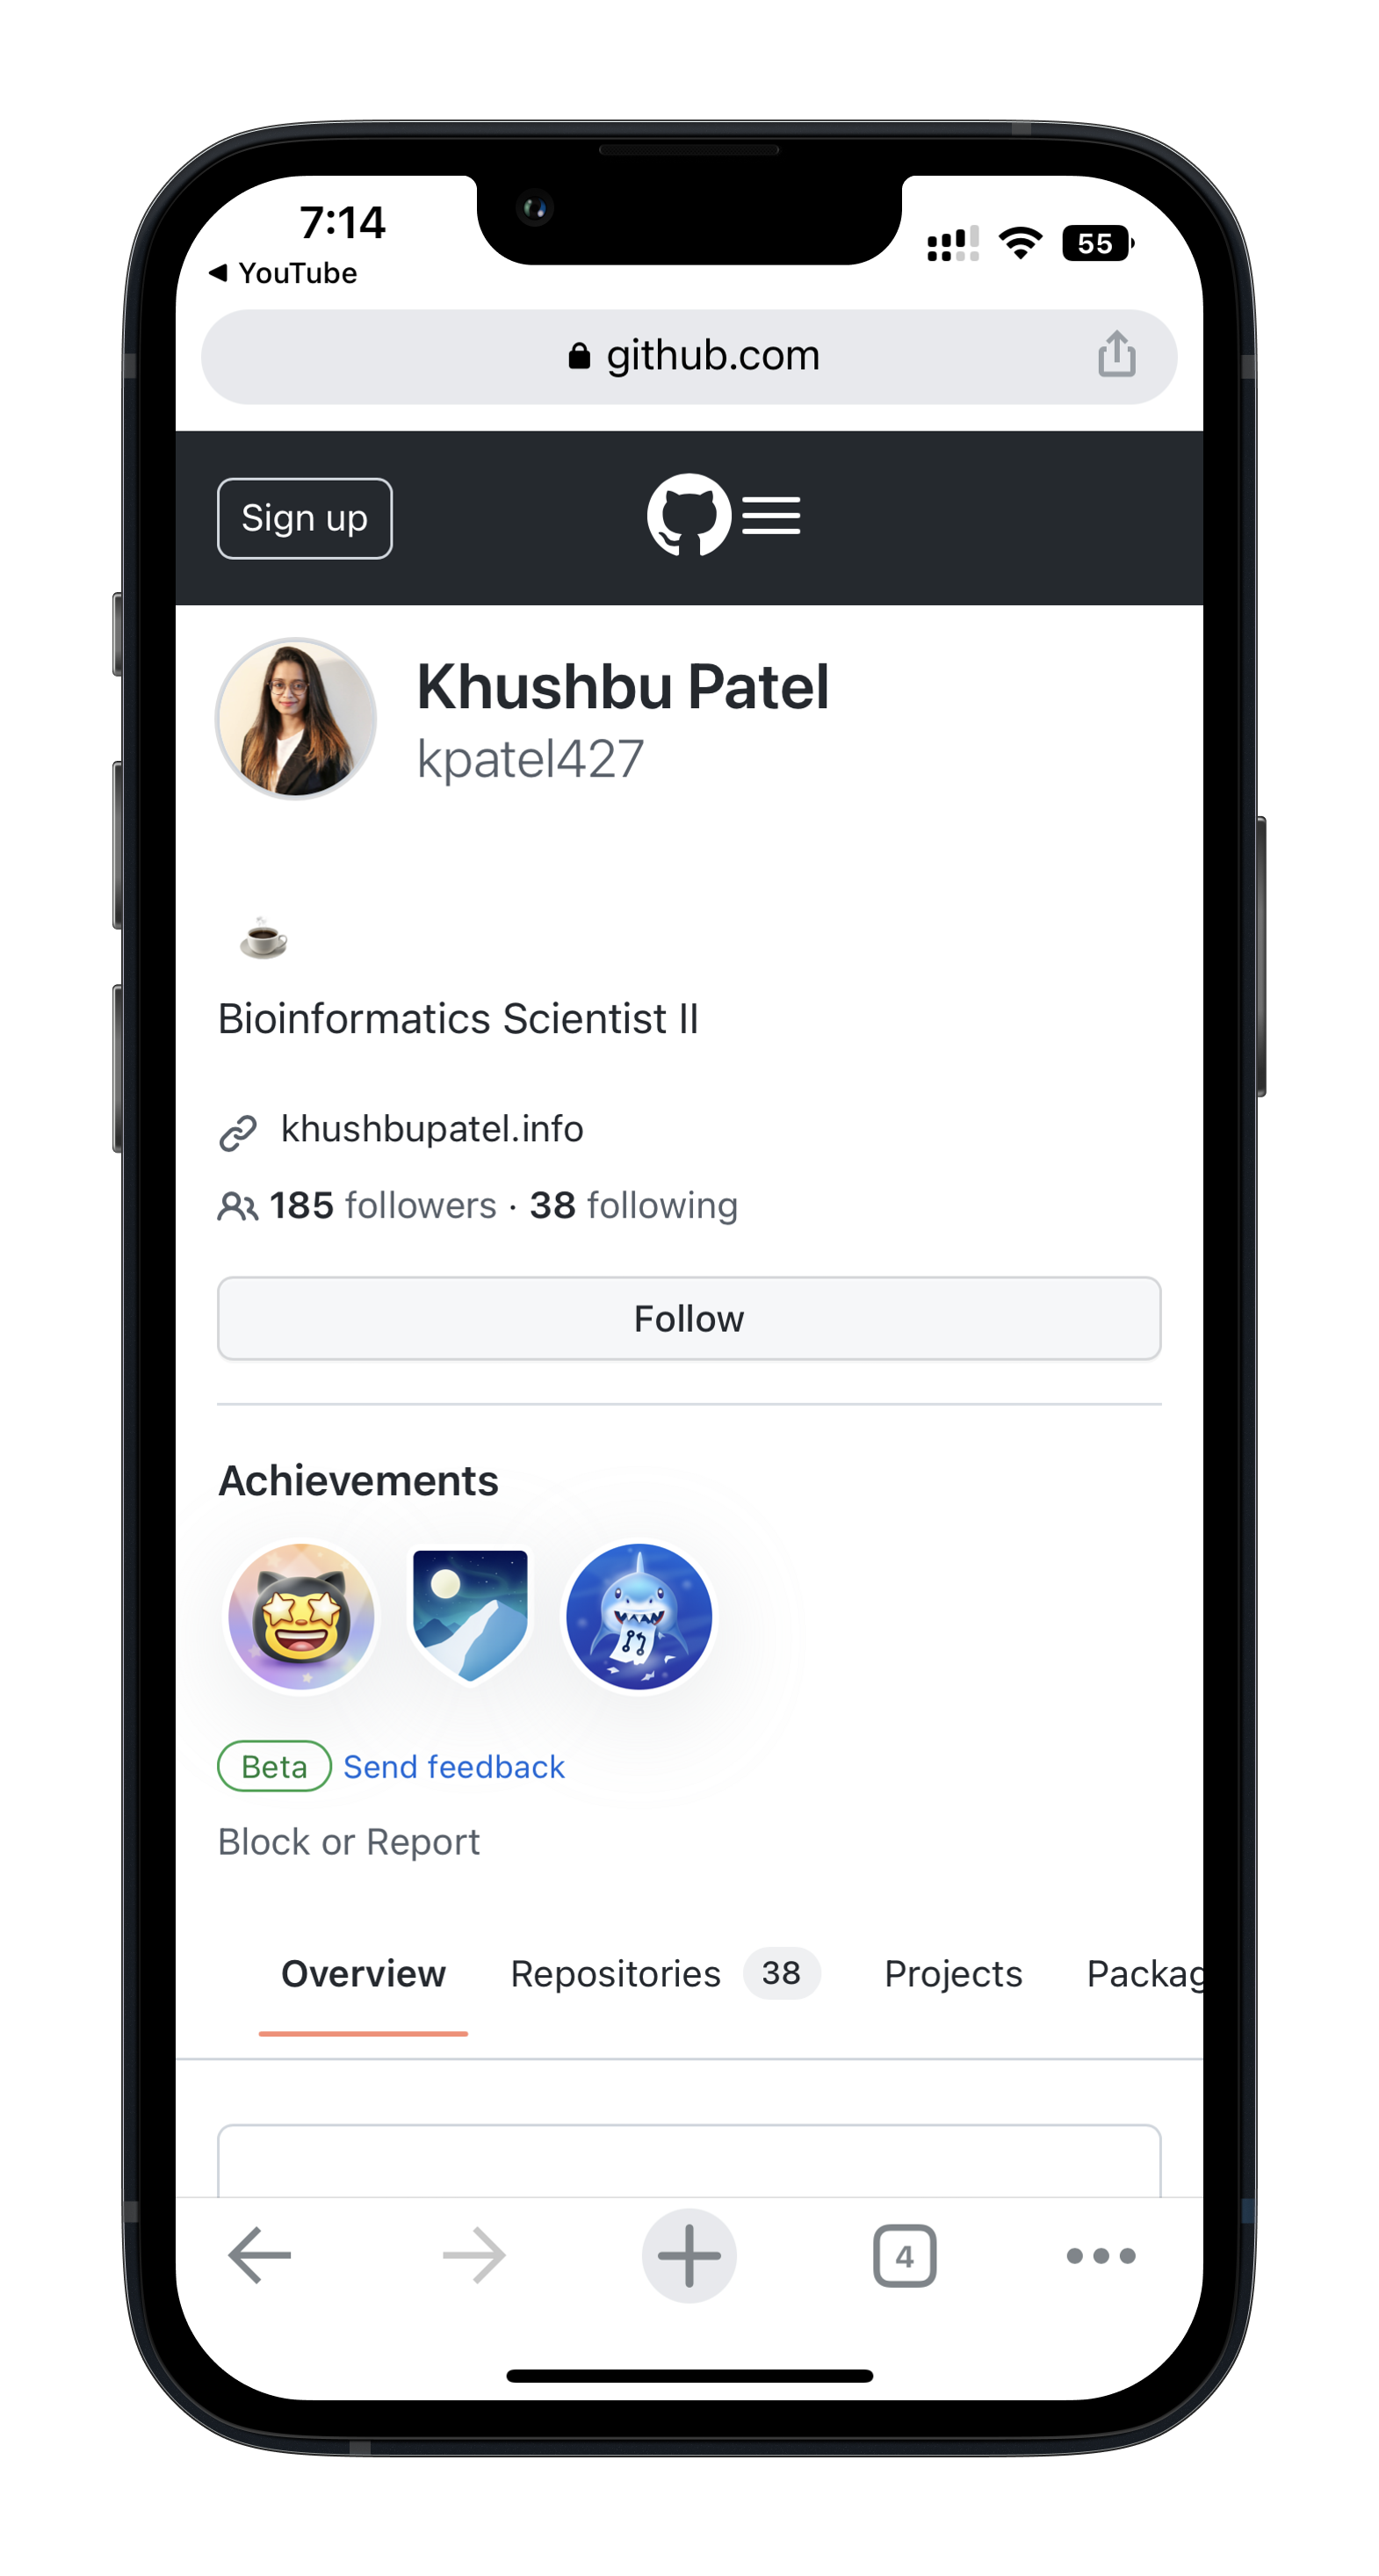 7:14
YouTube
55
github.com
Sign up
Khushbu Patel
kpatel427
Bioinformatics Scientist II
khushbupatel.info
185 followers · 38 following
Follow
Achievements
Beta Send feedback
Block or Report
Overview Repositories 38 Projects Packag
4